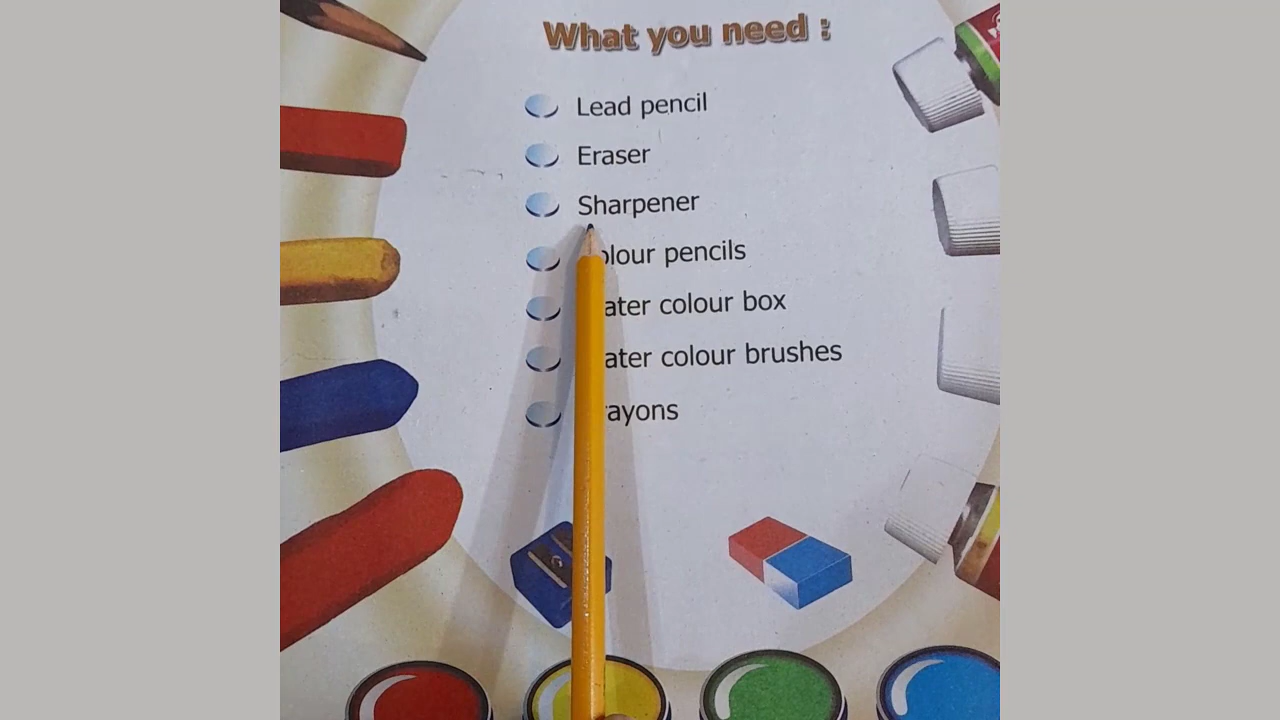 What you need :
Lead pencil
Eraser
Sharpener
olour pencils
ater colour box
ater colour brushes
rayons